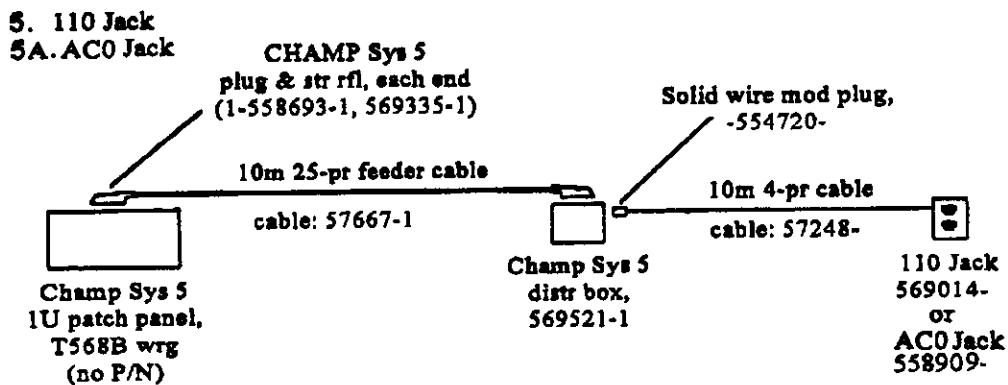 5. 110 Jack
5A. AC0 Jack
CHAMP Sys 5
plug & str rfl, each end
(1-558693-1, 569335-1)
Solid wire mod plug,
-554720-
10m 25-pr feeder cable
cable: 57667-1
10m 4-pr cable
cable: 57248-
Champ Sys 5
1U patch panel,
T568B wrg
(no P/N)
Champ Sys 5
distr box,
569521-1
110 Jack
569014-
or
AC0 Jack
558909-